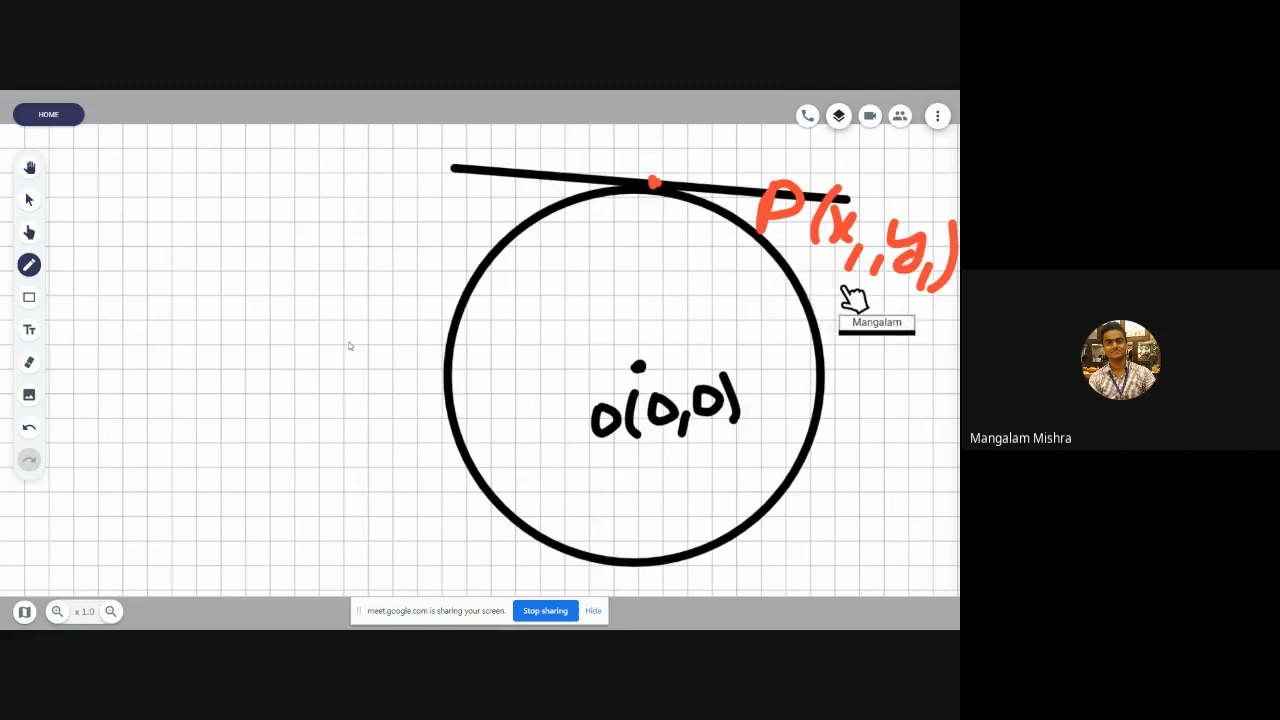 HOME
P(x₁, y₁)
Mangalam
O(0,0)
Mangalam Mishra
Tт
x 1.0
meet.google.com is sharing your screen.
Stop sharing
Hide